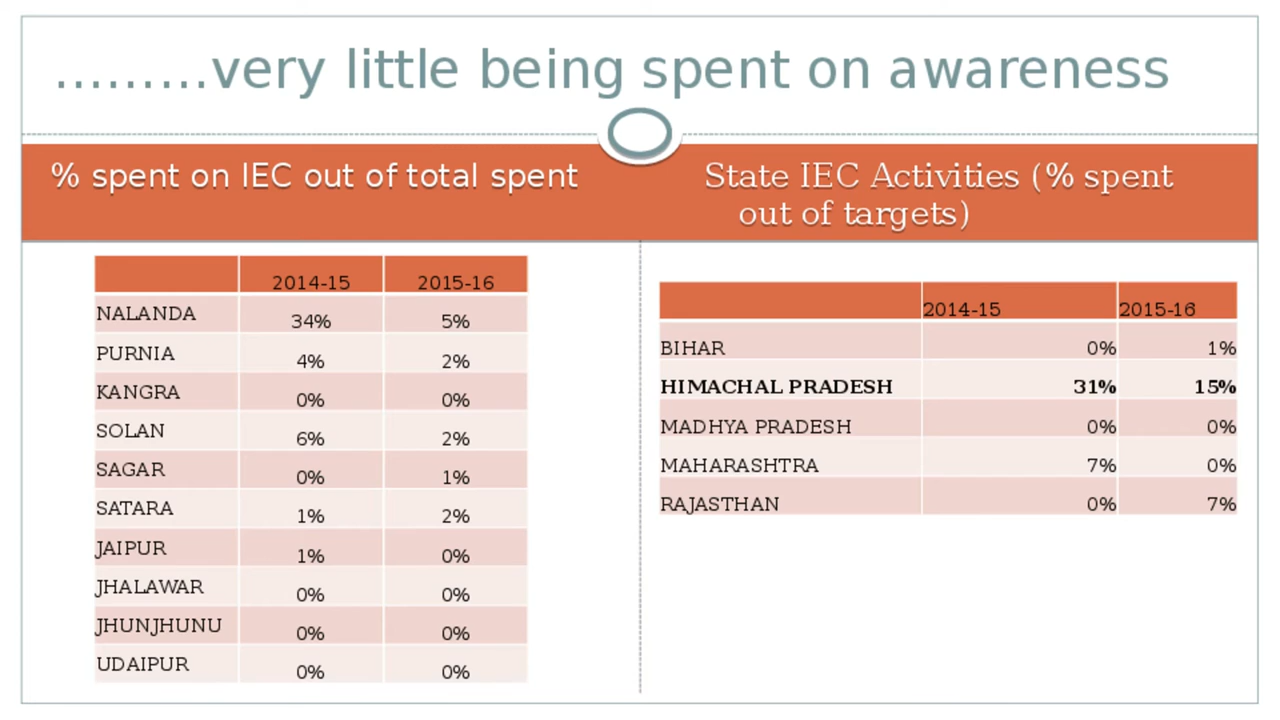 .........very little being spent on awareness
% spent on IEC out of total spent
State IEC Activities (% spent
out of targets)
2014-15 2015-16
NALANDA 34% 5%
PURNIA 4% 2%
KANGRA 0% 0%
SOLAN 6% 2%
SAGAR 0% 1%
SATARA 1% 2%
JAIPUR 1% 0%
JHALAWAR 0% 0%
JHUNJHUNU 0% 0%
UDAIPUR 0% 0%
2014-15 2015-16
BIHAR 0% 1%
HIMACHAL PRADESH 31% 15%
MADHYA PRADESH 0% 0%
MAHARASHTRA 7% 0%
RAJASTHAN 0% 7%